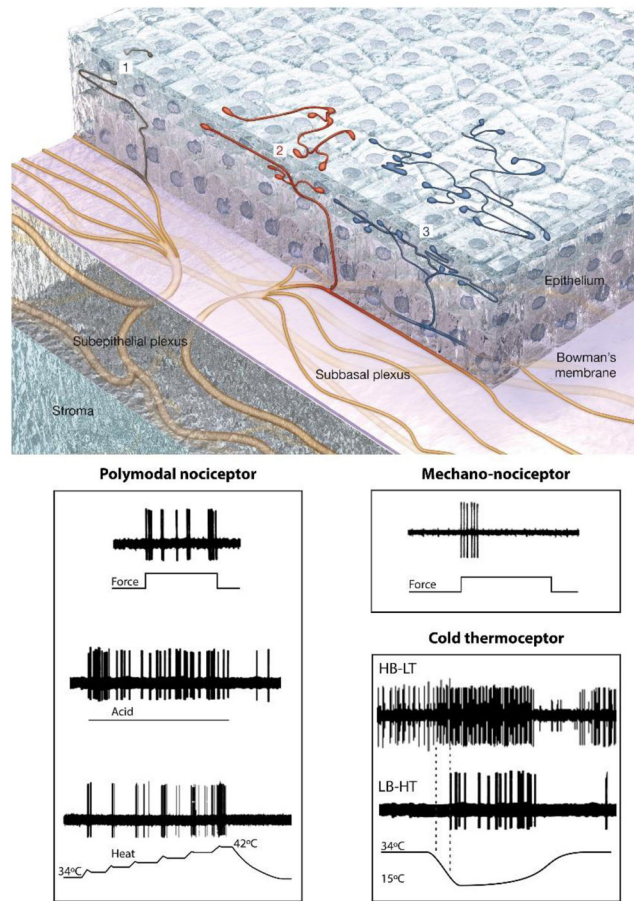 1
2
3
Epithelium
Subepithelial plexus
Subbasal plexus
Bowman's
membrane
Stroma
Polymodal nociceptor
Force
Acid
Heat
34ºC
42ºC
Mechano-nociceptor
Force
Cold thermoceptor
HB-LT
LB-HT
34ºC
15ºC